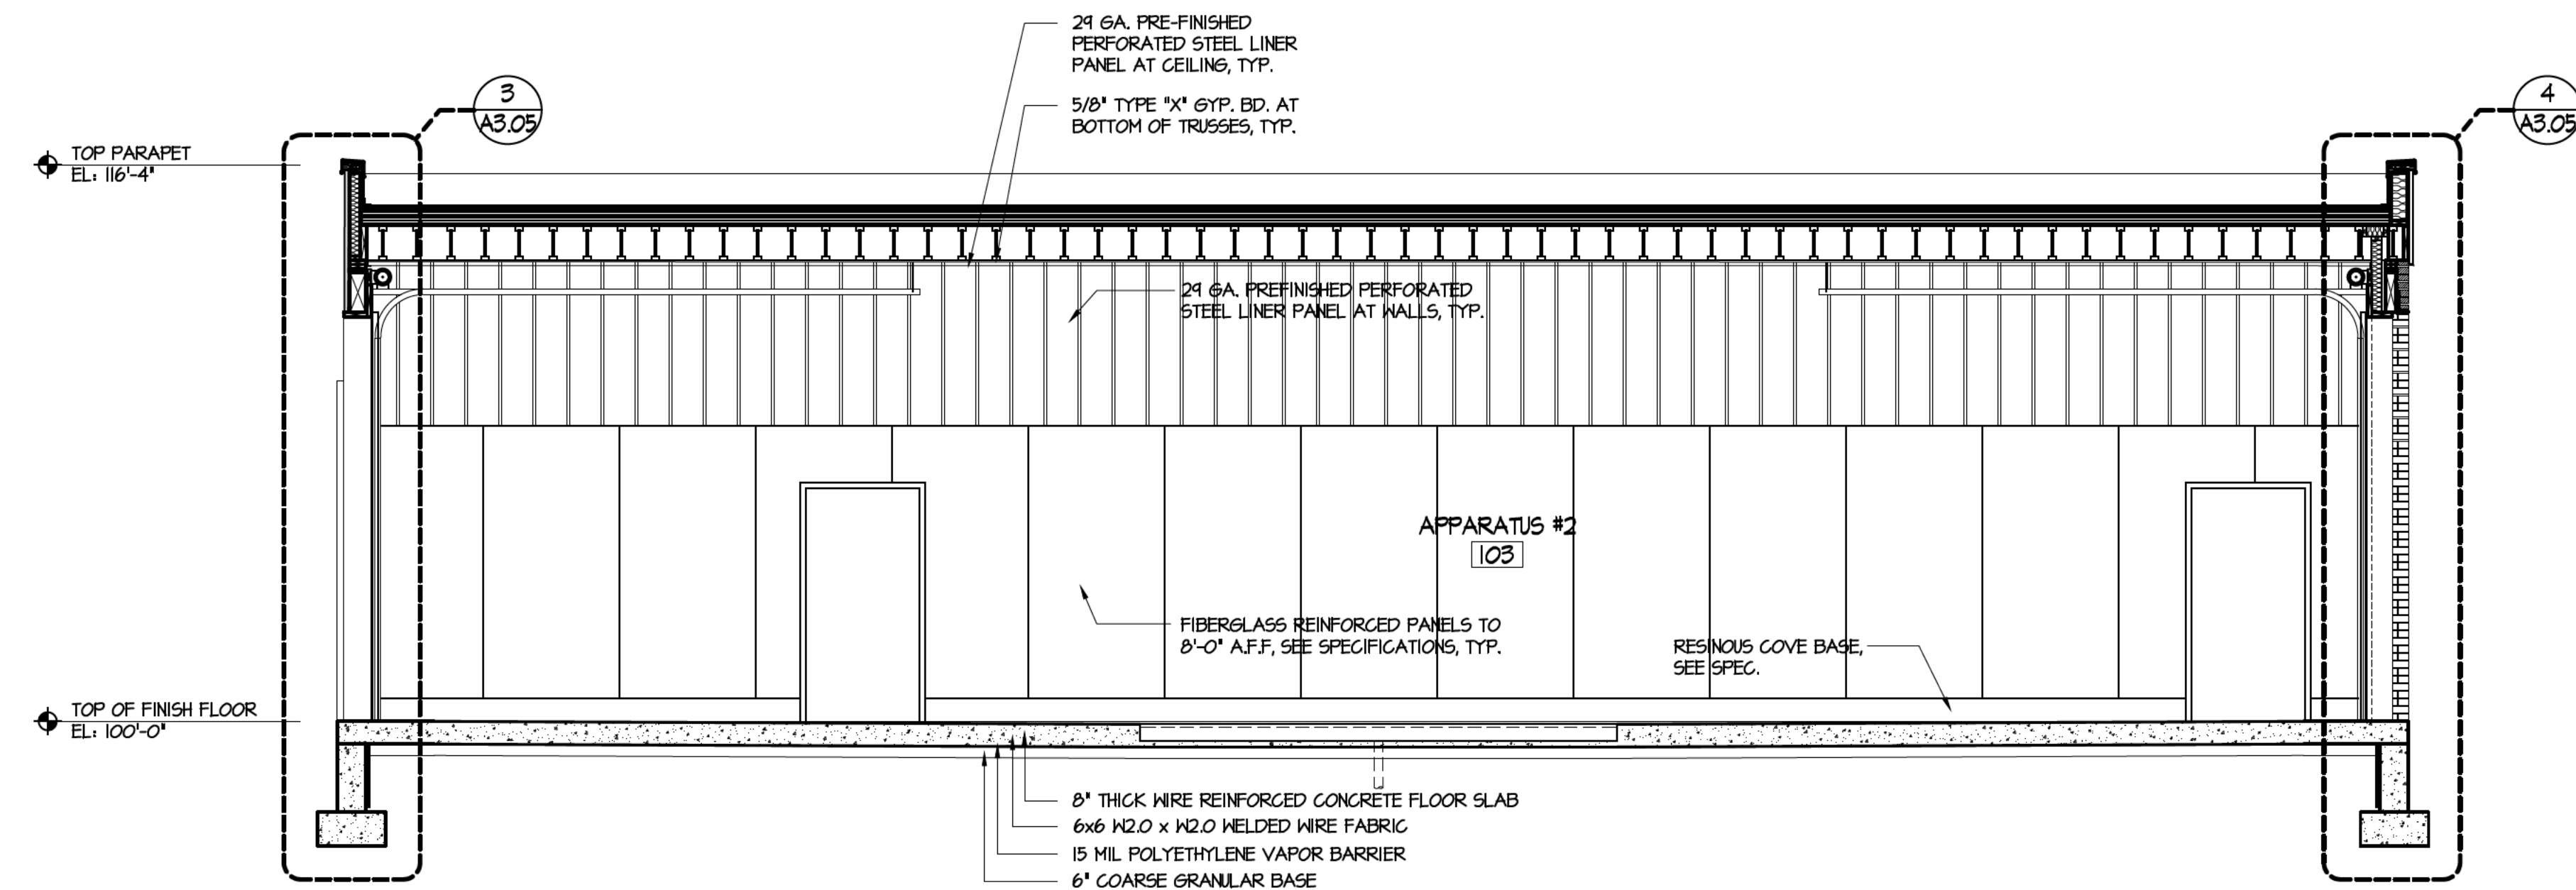 29 GA. PRE-FINISHED
PERFORATED STEEL LINER
PANEL AT CEILING, TYP.
5/8" TYPE "X" GYP. BD. AT
BOTTOM OF TRUSSES, TYP.
3
A3.05
4
A3.05
TOP PARAPET
EL: 116'-4"
29 GA. PREFINISHED PERFORATED
STEEL LINER PANEL AT WALLS, TYP.
APPARATUS #2
103
FIBERGLASS REINFORCED PANELS TO
8'-0" A.F.F, SEE SPECIFICATIONS, TYP.
RESINOUS COVE BASE,
SEE SPEC.
TOP OF FINISH FLOOR
EL: 100'-0"
8" THICK WIRE REINFORCED CONCRETE FLOOR SLAB
6x6 W2.0 x W2.0 WELDED WIRE FABRIC
15 MIL POLYETHYLENE VAPOR BARRIER
6" COARSE GRANULAR BASE